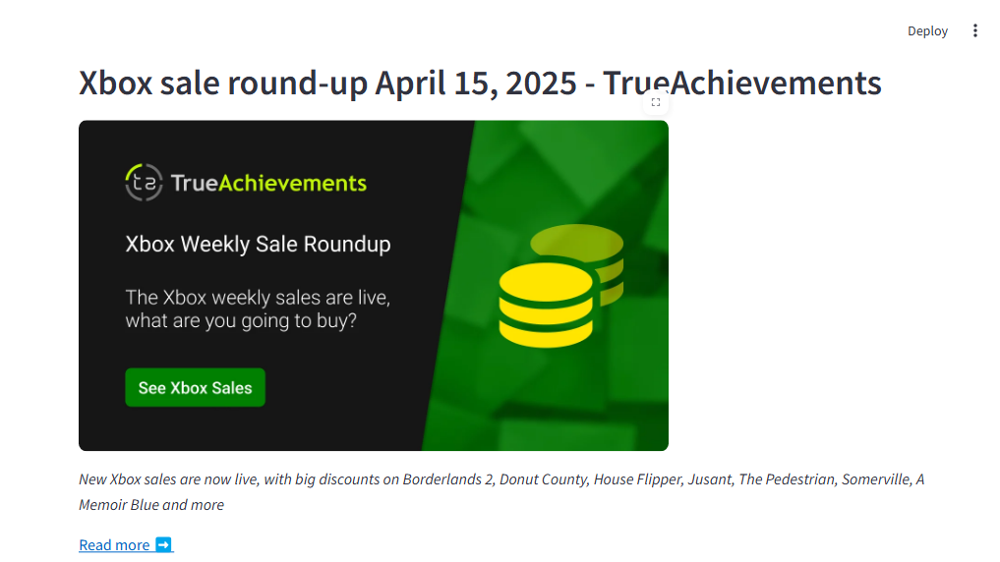 Deploy
Xbox sale round-up April 15, 2025 - TrueAchievements
ta TrueAchievements
Xbox Weekly Sale Roundup
The Xbox weekly sales are live,
what are you going to buy?
See Xbox Sales
New Xbox sales are now live, with big discounts on Borderlands 2, Donut County, House Flipper, Jusant, The Pedestrian, Somerville, A
Memoir Blue and more
Read more ➡️